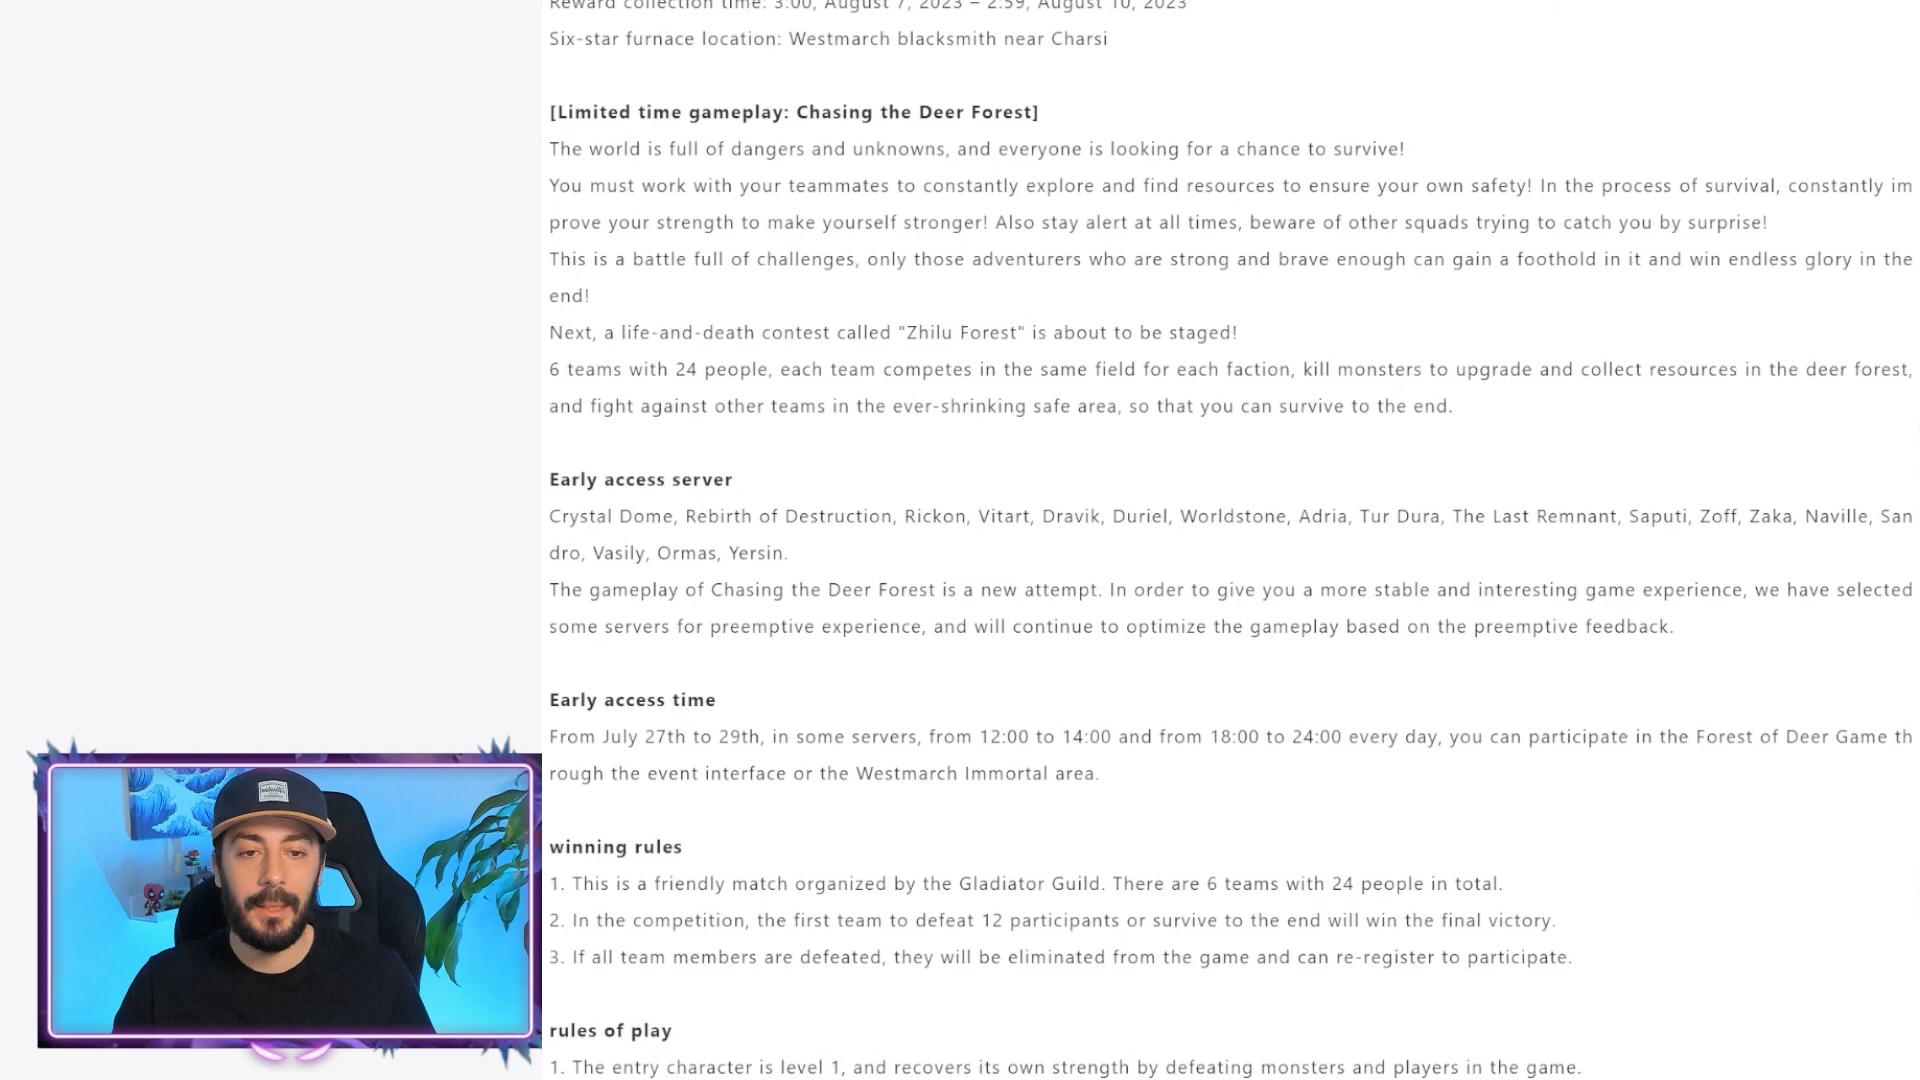 Reward collection time: 3:00, August 7, 2023 – 2:59, August 10, 2023
Six-star furnace location: Westmarch blacksmith near Charsi
[Limited time gameplay: Chasing the Deer Forest]
The world is full of dangers and unknowns, and everyone is looking for a chance to survive!
You must work with your teammates to constantly explore and find resources to ensure your own safety! In the process of survival, constantly im
prove your strength to make yourself stronger! Also stay alert at all times, beware of other squads trying to catch you by surprise!
This is a battle full of challenges, only those adventurers who are strong and brave enough can gain a foothold in it and win endless glory in the
end!
Next, a life-and-death contest called "Zhilu Forest" is about to be staged!
6 teams with 24 people, each team competes in the same field for each faction, kill monsters to upgrade and collect resources in the deer forest,
and fight against other teams in the ever-shrinking safe area, so that you can survive to the end.
Early access server
Crystal Dome, Rebirth of Destruction, Rickon, Vitart, Dravik, Duriel, Worldstone, Adria, Tur Dura, The Last Remnant, Saputi, Zoff, Zaka, Naville, San
dro, Vasily, Ormas, Yersin.
The gameplay of Chasing the Deer Forest is a new attempt. In order to give you a more stable and interesting game experience, we have selected
some servers for preemptive experience, and will continue to optimize the gameplay based on the preemptive feedback.
Early access time
From July 27th to 29th, in some servers, from 12:00 to 14:00 and from 18:00 to 24:00 every day, you can participate in the Forest of Deer Game th
rough the event interface or the Westmarch Immortal area.
winning rules
1. This is a friendly match organized by the Gladiator Guild. There are 6 teams with 24 people in total.
2. In the competition, the first team to defeat 12 participants or survive to the end will win the final victory.
3. If all team members are defeated, they will be eliminated from the game and can re-register to participate.
rules of play
1. The entry character is level 1, and recovers its own strength by defeating monsters and players in the game.